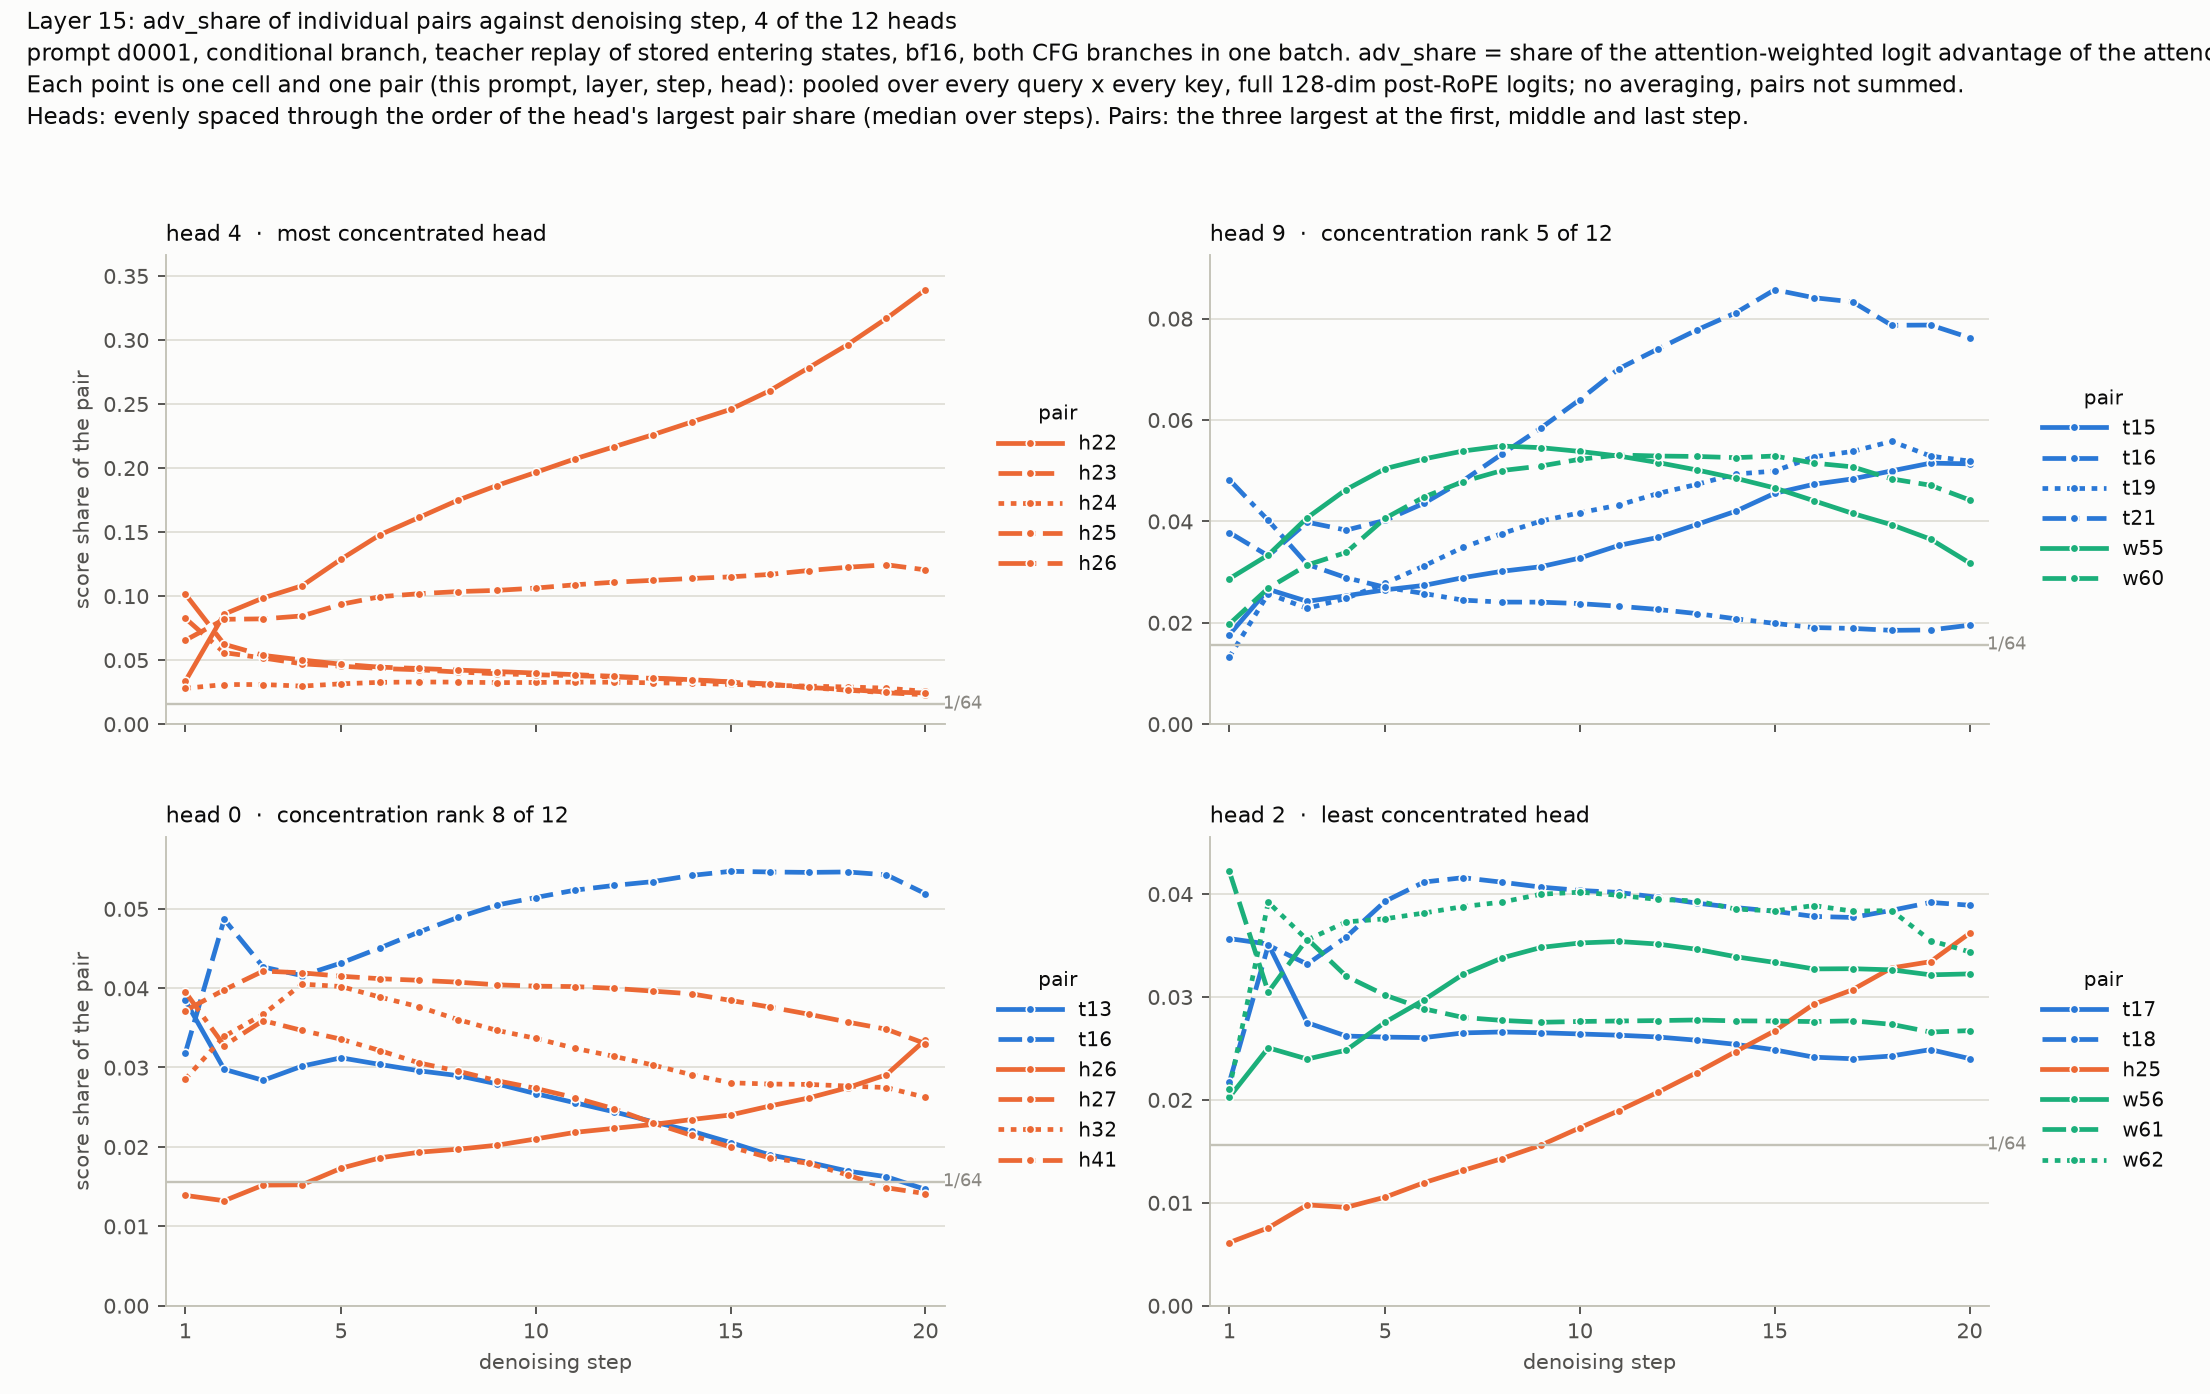 Layer 15: adv_share of individual pairs against denoising step, 4 of the 12 heads
prompt d0001, conditional branch, teacher replay of stored entering states, bf16, both CFG branches in one batch. adv_share = share of the attention-weighted logit advantage of the
Each point is one cell and one pair (this prompt, layer, step, head): pooled over every query x every key, full 128-dim post-RoPE logits; no averaging, pairs not summed.
Heads: evenly spaced through the order of the head's largest pair share (median over steps). Pairs: the three largest at the first, middle and last step.
head 4 · most concentrated head
score share of the pair
0.35
0.30
0.25
0.20
0.15
0.10
0.05
0.00
1/64
pair
h22
h23
h24
h25
h26
head 9 · concentration rank 5 of 12
0.08
0.06
0.04
0.02
0.00
1/64
pair
t15
t16
t19
t21
w55
w60
head 0 · concentration rank 8 of 12
score share of the pair
0.05
0.04
0.03
0.02
0.01
0.00
1/64
1
5
10
15
20
denoising step
pair
t13
t16
h26
h27
h32
h41
head 2 · least concentrated head
0.04
0.03
0.02
0.01
0.00
1/64
1
5
10
15
20
denoising step
pair
t17
t18
h25
w56
w61
w62